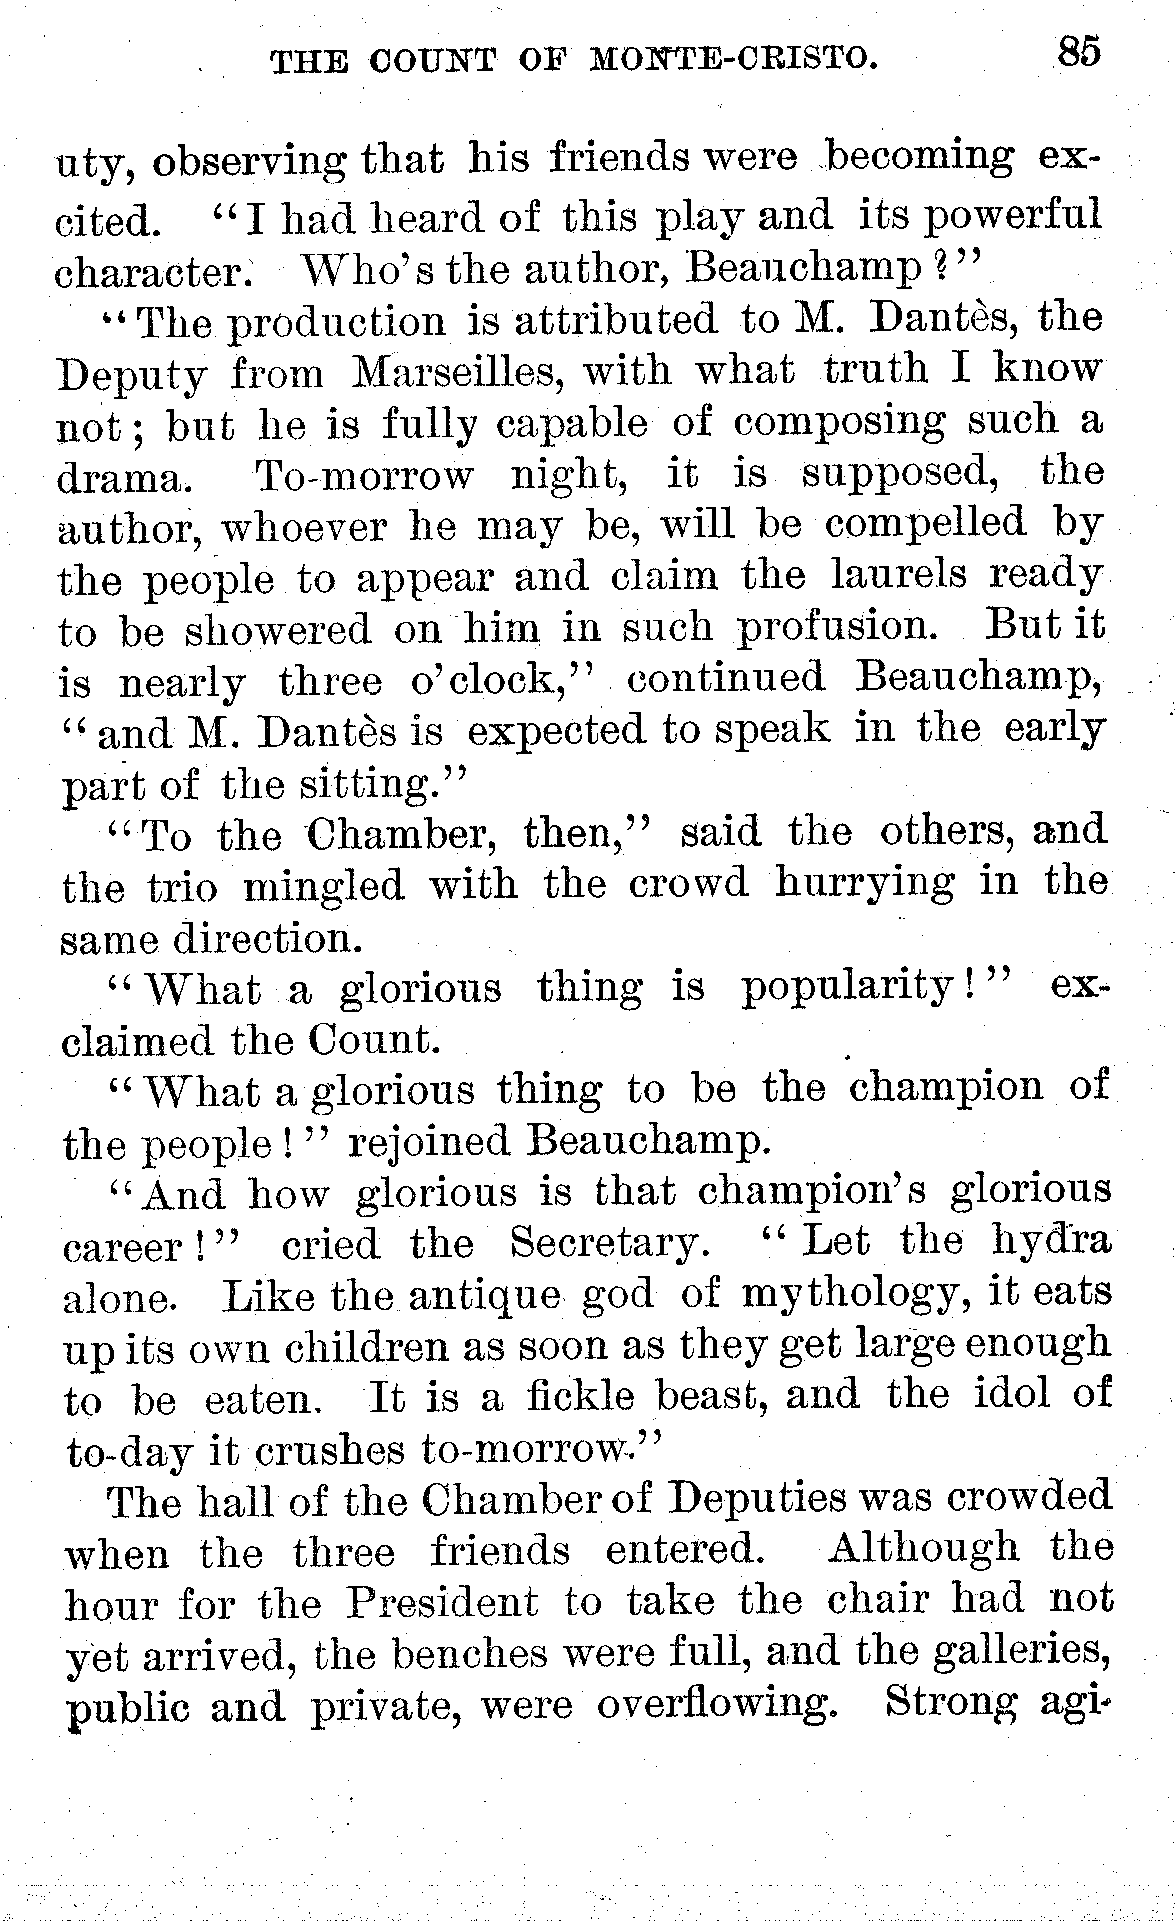 THE COUNT OF MONTE-CRISTO. 85
uty, observing that his friends were becoming ex-
cited. "I had heard of this play and its powerful
character. Who's the author, Beauchamp?"
"The production is attributed to M. Dantès, the
Deputy from Marseilles, with what truth I know
not; but he is fully capable of composing such a
drama. To-morrow night, it is supposed, the
author, whoever he may be, will be compelled by
the people to appear and claim the laurels ready
to be showered on him in such profusion. But it
is nearly three o'clock," continued Beauchamp,
"and M. Dantès is expected to speak in the early
part of the sitting."
"To the Chamber, then," said the others, and
the trio mingled with the crowd hurrying in the
same direction.
"What a glorious thing is popularity!" ex-
claimed the Count.
"What a glorious thing to be the champion of
the people!" rejoined Beauchamp.
"And how glorious is that champion's glorious
career!" cried the Secretary. "Let the hydra
alone. Like the antique god of mythology, it eats
up its own children as soon as they get large enough
to be eaten. It is a fickle beast, and the idol of
to-day it crushes to-morrow."
The hall of the Chamber of Deputies was crowded
when the three friends entered. Although the
hour for the President to take the chair had not
yet arrived, the benches were full, and the galleries,
public and private, were overflowing. Strong agi-